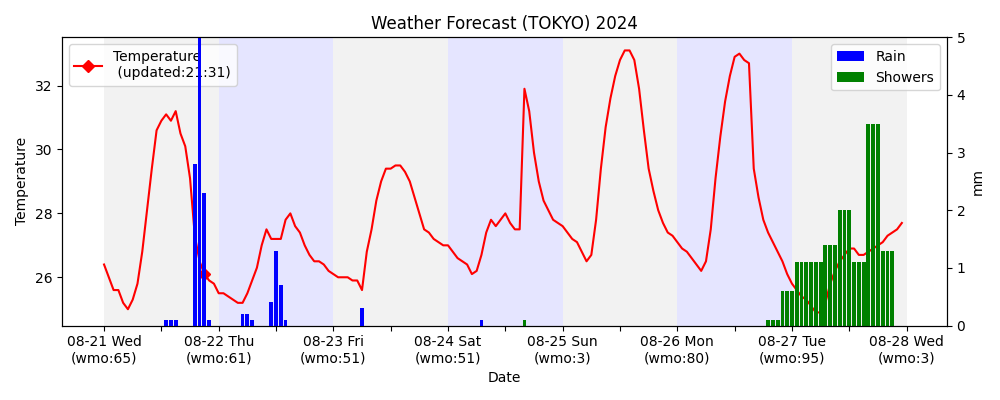 Weather Forecast (TOKYO) 2024
Temperature
(updated:21:31)
Rain
Showers
32
30
28
26
5
4
3
2
1
0
Temperature
mm
08-21 Wed
(wmo:65)
08-22 Thu
(wmo:61)
08-23 Fri
(wmo:51)
08-24 Sat
(wmo:51)
08-25 Sun
(wmo:3)
08-26 Mon
(wmo:80)
08-27 Tue
(wmo:95)
08-28 Wed
(wmo:3)
Date